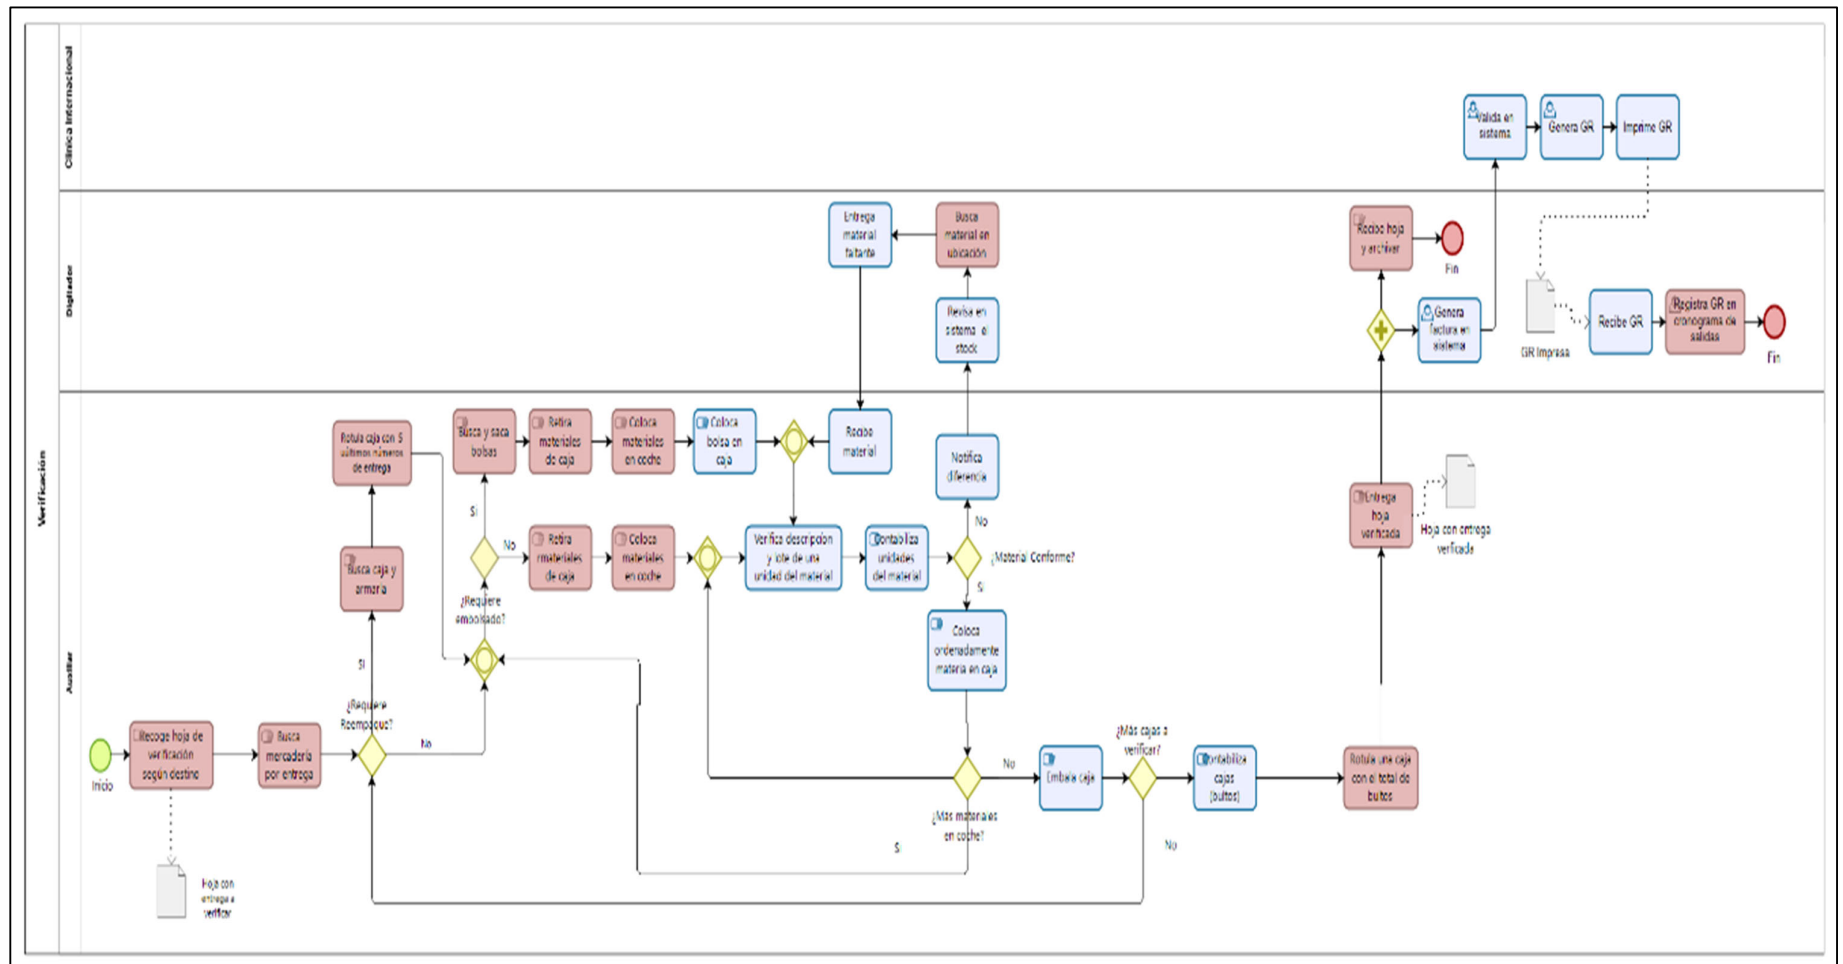 Verificación
Clínica Internacional
Digitador
Auxiliar
Valida en
sistema
Genera GR
Imprime GR
Entrega
material
faltante
Busca
material en
ubicación
Revisa en
sistema el
stock
Recibe hoja
y archivar
Fin
Genera
factura en
sistema
GR Impresa
Recibe GR
Registra GR en
cronograma de
salidas
Fin
Rotula caja con 5
últimos números
de entrega
Busca y saca
bolsas
Retira
materiales
de caja
Coloca
materiales
en coche
Coloca
bolsa en
caja
Recibe
material
Notifica
diferencia
Si
No
Busca caja y
armarla
Retira
rmateriales
de caja
Coloca
materiales
en coche
Verifica descripcion
y lote de una
unidad del material
Contabiliza
unidades
del material
No
¿Material Conforme?
Si
Entrega
hoja
verificada
Hoja con entrega
verficada
¿Requiere
embolsado?
Coloca
ordenadamente
materia en caja
Si
¿Requiere
Reempaque?
No
Inicio
Recoge hoja de
verificación
según destino
Busca
mercadería
por entrega
¿Más cajas a
verificar?
No
Embala caja
Contabiliza
cajas
(bultos)
Rotula una caja
con el total de
bultos
¿Mas materiales
en coche?
Si
No
Hoja con
entrega a
verificar